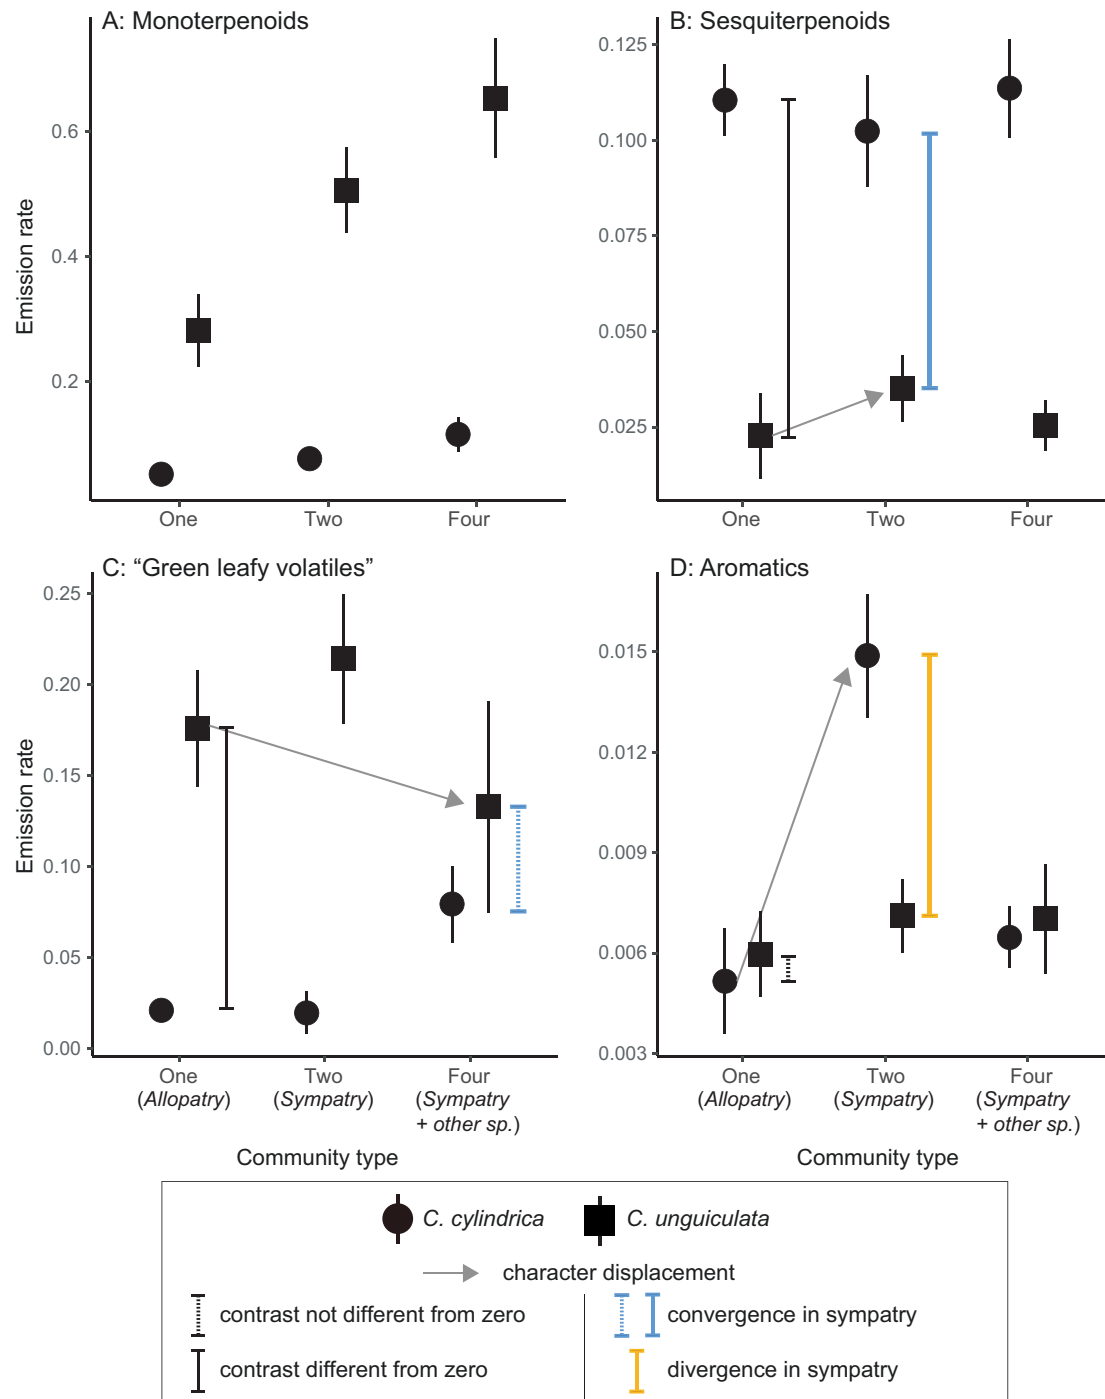 A: Monoterpenoids
Emission rate
0.6
0.4
0.2
One Two Four
B: Sesquiterpenoids
0.125
0.100
0.075
0.050
0.025
One Two Four
C: “Green leafy volatiles”
Emission rate
0.25
0.20
0.15
0.10
0.05
0.00
One Two Four
(Allopatry) (Sympatry) (Sympatry
+ other sp.)
Community type
D: Aromatics
0.015
0.012
0.009
0.006
0.003
One Two Four
(Allopatry) (Sympatry) (Sympatry
+ other sp.)
Community type
C. cylindrica C. unguiculata
character displacement
contrast not different from zero convergence in sympatry
contrast different from zero divergence in sympatry